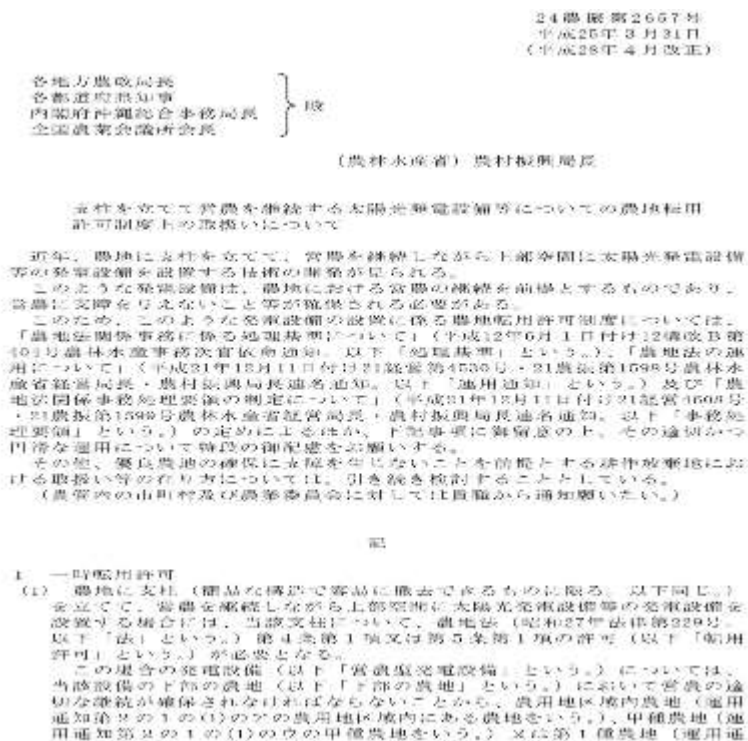 24農振第2657号
平成25年3月31日
(平成28年4月改正)
各地方農政局長
各都道府県知事
内閣府沖縄総合事務局長
全国農業会議所会長
殿
(農林水産省) 農村振興局長
支柱を立てて営農を継続する太陽光発電設備等についての農地転用
許可制度上の取扱いについて
近年、農地に支柱を立てて、営農を継続しながら上部空間に太陽光発電設備
等の発電設備を設置する技術の開発が見られる。
このような発電設備は、農地における営農の継続を前提とするものであり、
営農に支障を与えないこと等が確保される必要がある。
このため、このような発電設備の設置に係る農地転用許可制度については、
「農地法関係事務に係る処理基準について」(平成12年6月1日付け12構改B第
404号農林水産事務次官依命通知。以下「処理基準」という。)、「農地法の運
用について」(平成21年12月11日付け21経営第4530号・21農振第1598号農林水
産省経営局長・農村振興局長連名通知。以下「運用通知」という。) 及び「農
地法関係事務処理要領の制定について」(平成21年12月11日付け21経営4608号
・21農振第1599号農林水産省経営局長・農村振興局長連名通知。以下「事務処
理要領」という。) の定めによるほか、下記事項に御留意の上、その適切かつ
円滑な運用について特段の御配慮をお願いする。
その他、優良農地の確保に支障を生じないことを前提とする耕作放棄地にお
ける取扱い等の在り方については、引き続き検討することとしている。
(貴管内の市町村及び農業委員会に対しては貴職から通知願いたい。)
記
1 一時転用許可
(1) 農地に支柱 (簡易な構造で容易に撤去できるものに限る。以下同じ。)
を立てて、営農を継続しながら上部空間に太陽光発電設備等の発電設備を
設置する場合には、当該支柱について、農地法 (昭和27年法律第229号。
以下「法」という。) 第4条第1項又は第5条第1項の許可 (以下「転用
許可」という。) が必要となる。
この場合の発電設備 (以下「営農型発電設備」という。) については、
当該設備の下部の農地 (以下「下部の農地」という。) において営農の適
切な継続が確保されなければならないことから、農用地区域内農地 (運用
通知第2の1の(1)のアの農用地区域内にある農地をいう。)、甲種農地 (運
用通知第2の1の(1)のウの甲種農地をいう。) 又は第1種農地 (運用通